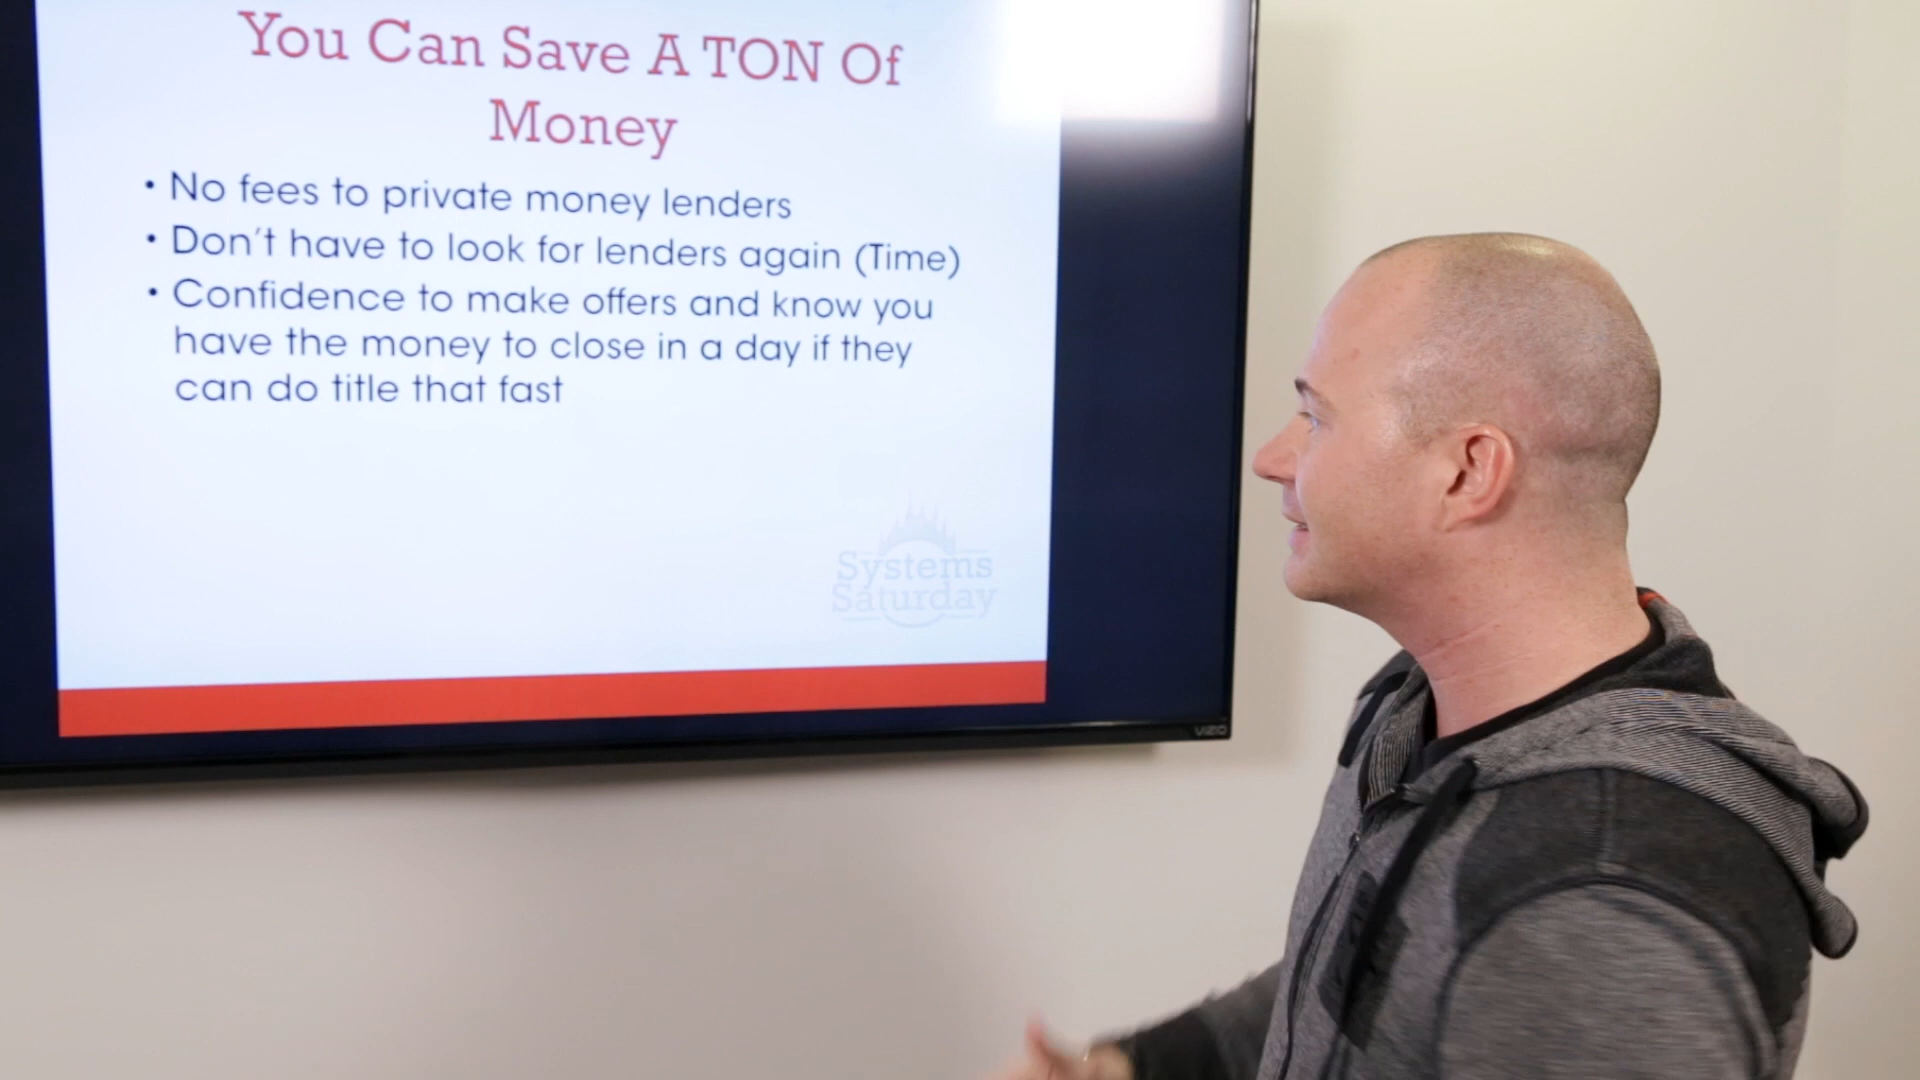 You Can Save A TON Of
Money
• No fees to private money lenders
• Don't have to look for lenders again (Time)
• Confidence to make offers and know you
have the money to close in a day if they
can do title that fast
Systems
Saturday
VIZIO